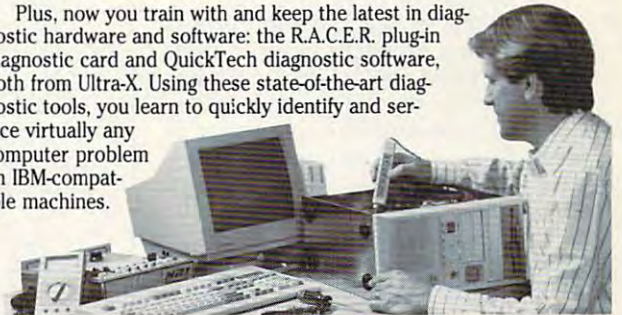 Plus, now you train with and keep the latest in diag-
ostic hardware and software: the R.A.C.E.R. plug-in
agnostic card and QuickTech diagnostic software,
oth from Ultra-X. Using these state-of-the-art diag-
ostic tools, you learn to quickly identify and ser-
ce virtually any
omputer problem
n IBM-compat-
le machines.